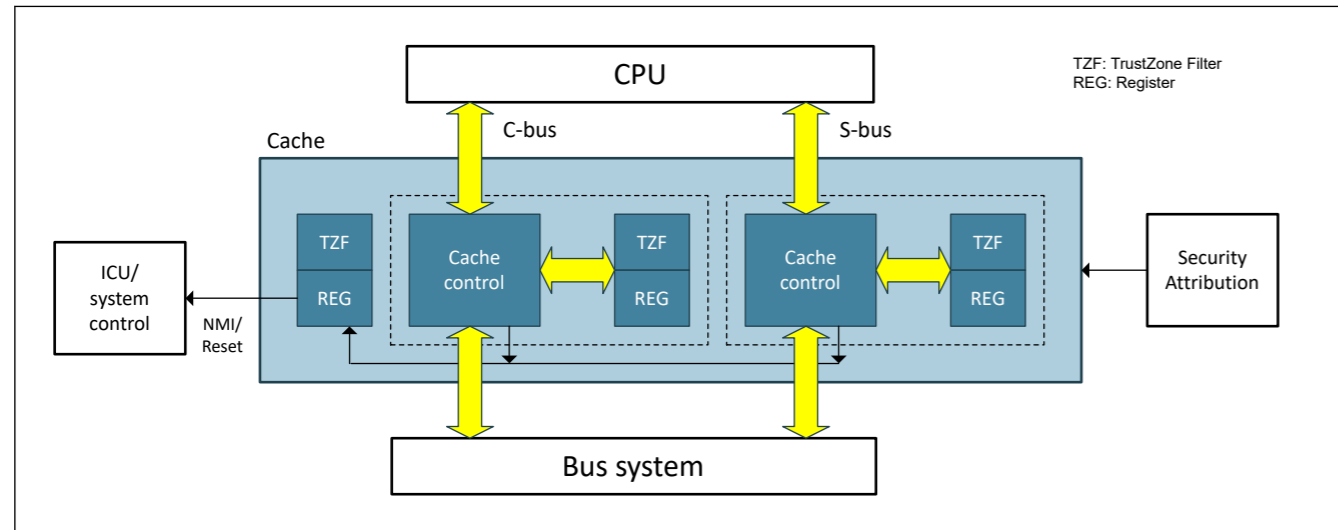 CPU
TZF: TrustZone Filter
REG: Register
C-bus
S-bus
Cache
TZF
REG
Cache
control
TZF
REG
Cache
control
TZF
REG
ICU/
system
control
NMI/
Reset
Security
Attribution
Bus system